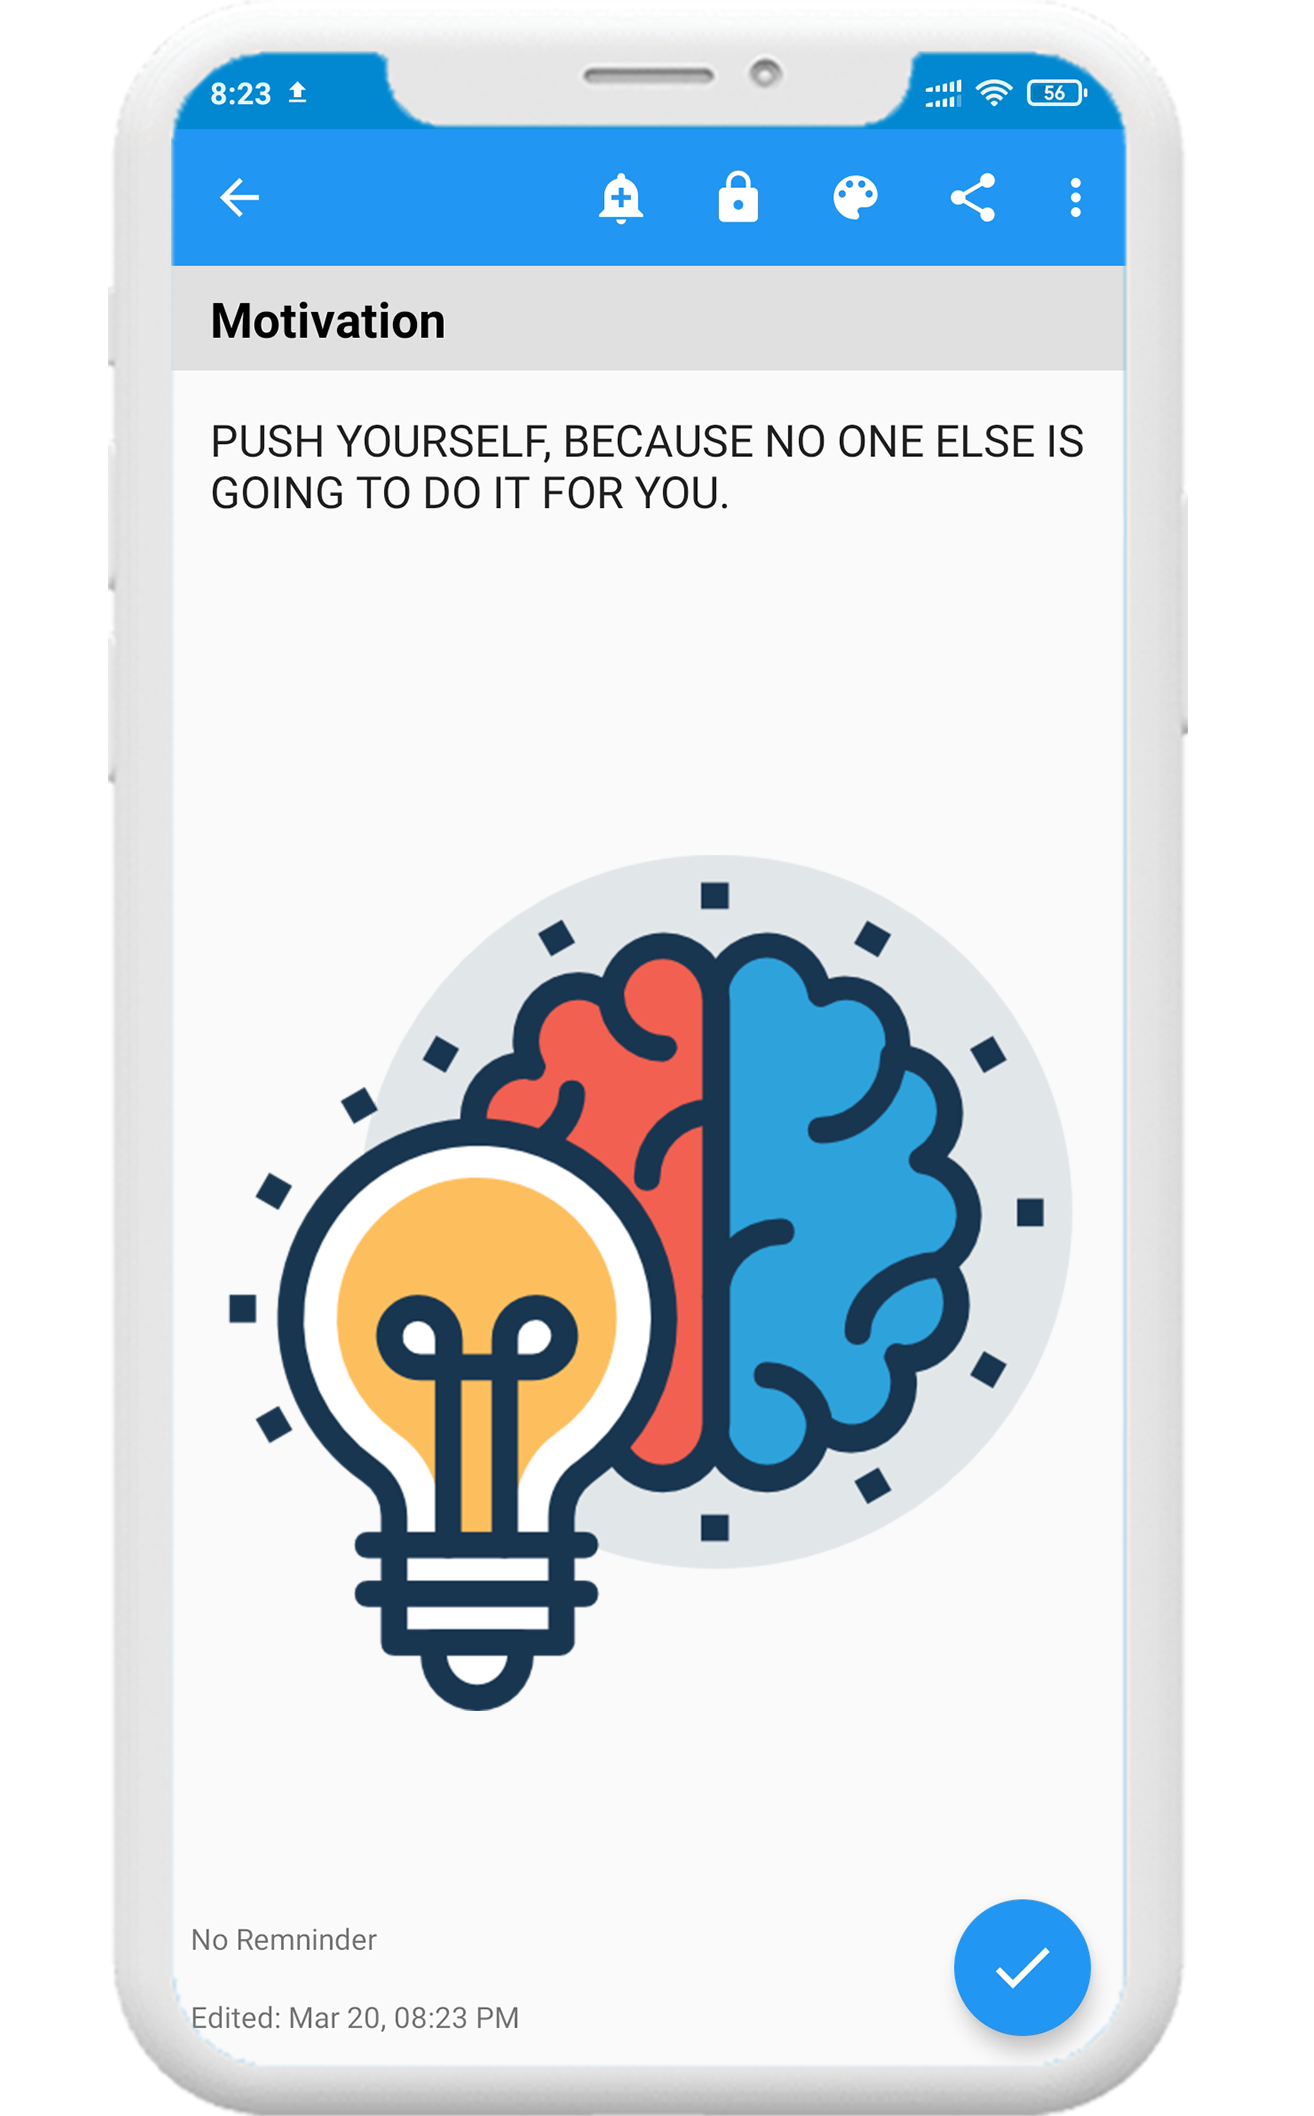 8:23
56
Motivation
PUSH YOURSELF, BECAUSE NO ONE ELSE IS
GOING TO DO IT FOR YOU.
No Remninder
Edited: Mar 20, 08:23 PM